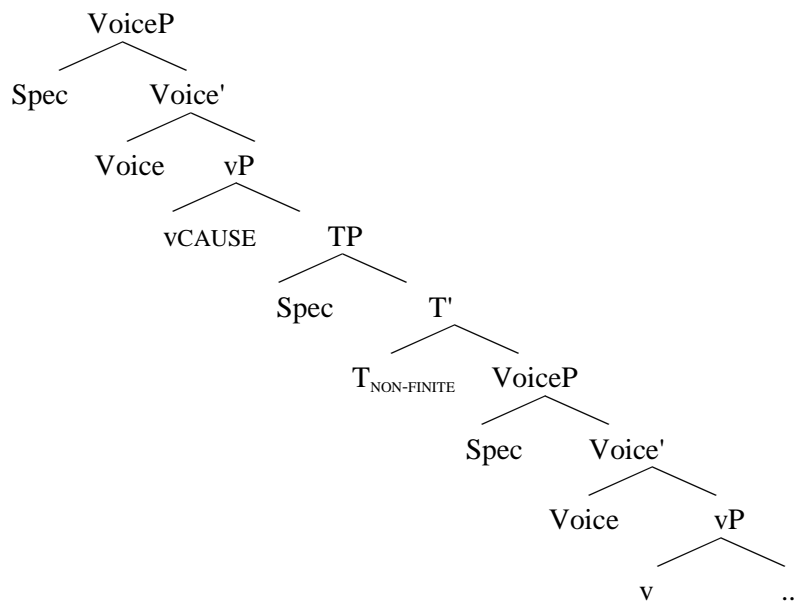 VoiceP
Spec Voice'
Voice vP
vCAUSE TP
Spec T'
TNON-FINITE VoiceP
Spec Voice'
Voice vP
v ..